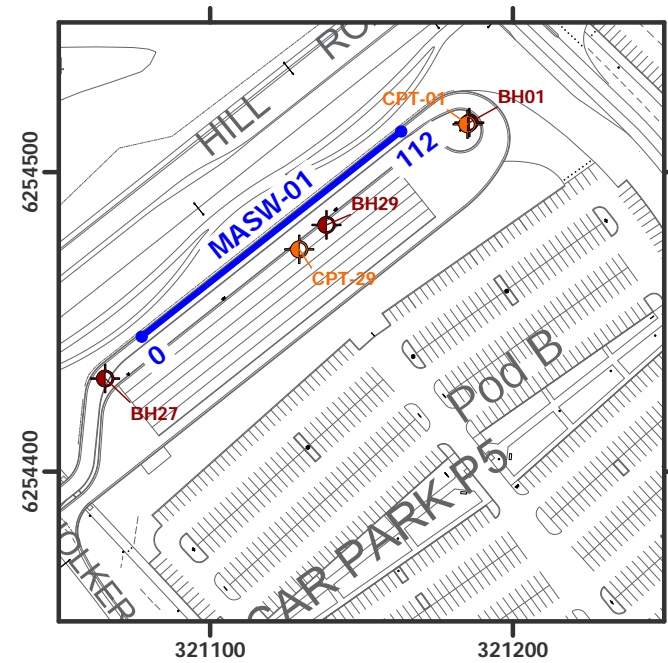 HILL
CPT-01
BH01
112
MASW-01
BH29
CPT-29
0
BH27
Pod B
CAR PARK P5
6254500
6254400
321100
321200